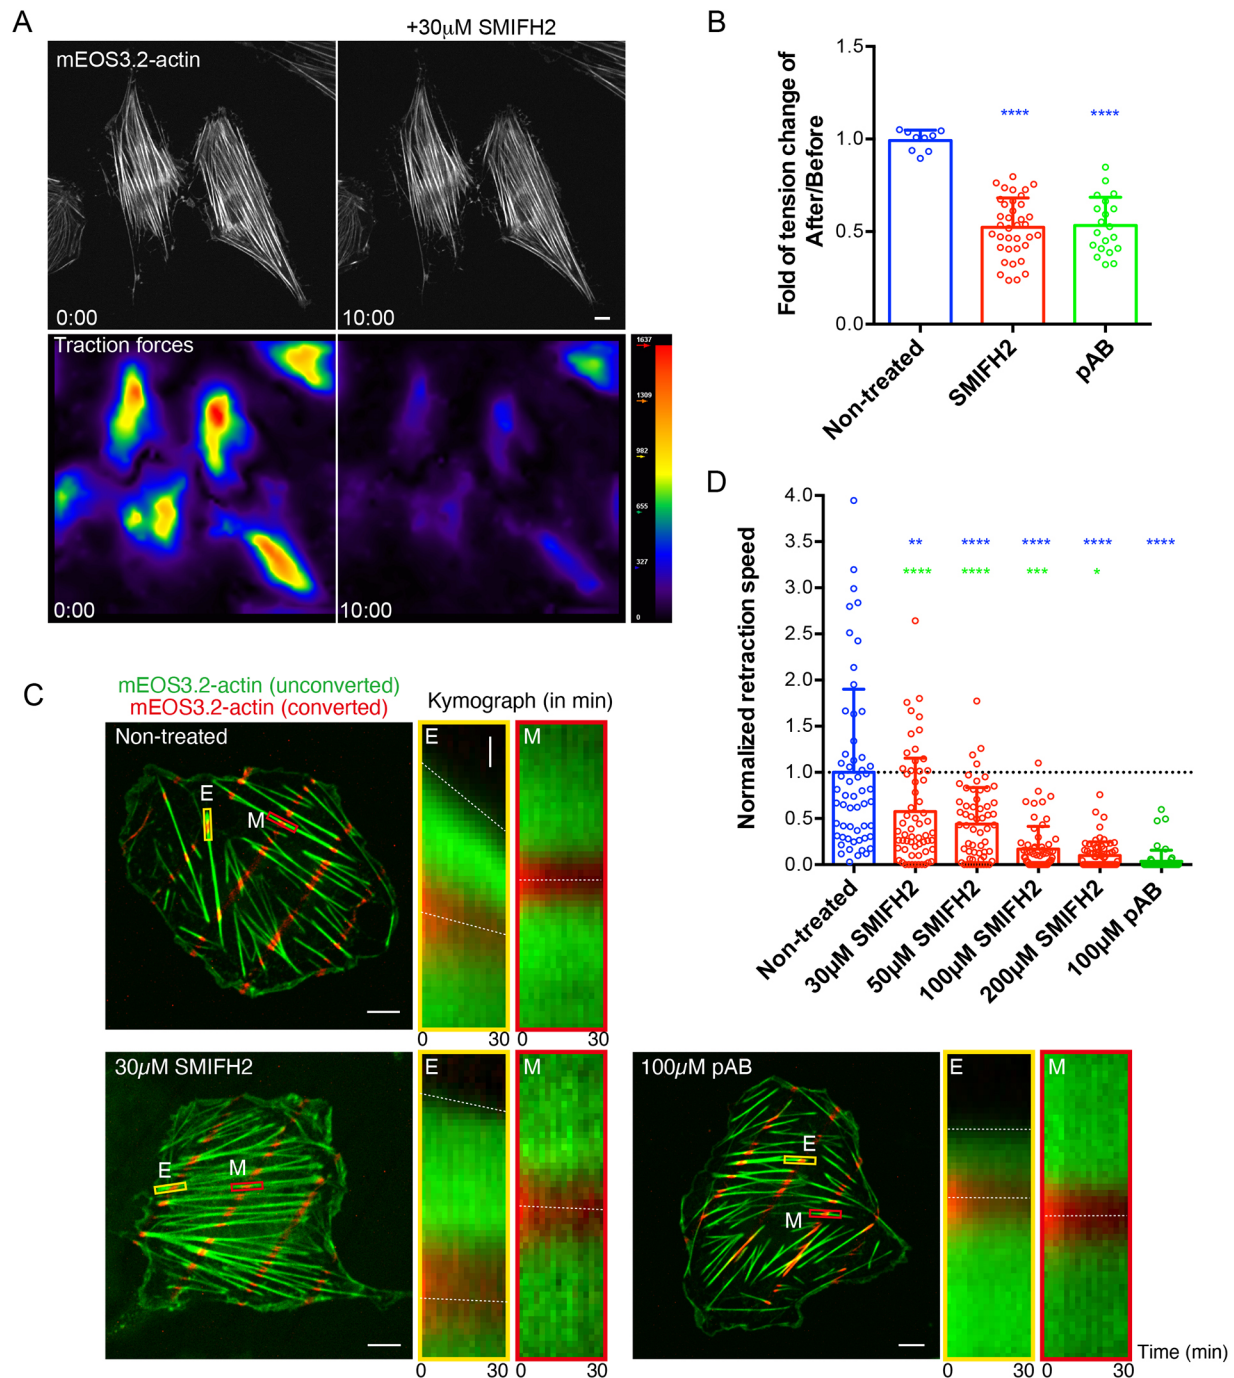 A
+30µM SMIFH2
mEOS3.2-actin
0:00
10:00
Traction forces
0:00
10:00
1637
1309
982
655
327
0
B
Fold of tension change of
After/Before
1.5
1.0
0.5
0.0
****
****
Non-treated
SMIFH2
pAB
C
mEOS3.2-actin (unconverted)
mEOS3.2-actin (converted)
Kymograph (in min)
Non-treated
E
M
E
M
0
30
0
30
30µM SMIFH2
E
M
E
M
0
30
0
30
100µM pAB
E
M
E
M
0
30
0
30
Time (min)
D
Normalized retraction speed
4.0
3.5
3.0
2.5
2.0
1.5
1.0
0.5
0.0
** **** **** **** ****
**** **** *** *
Non-treated
30µM SMIFH2
50µM SMIFH2
100µM SMIFH2
200µM SMIFH2
100µM pAB